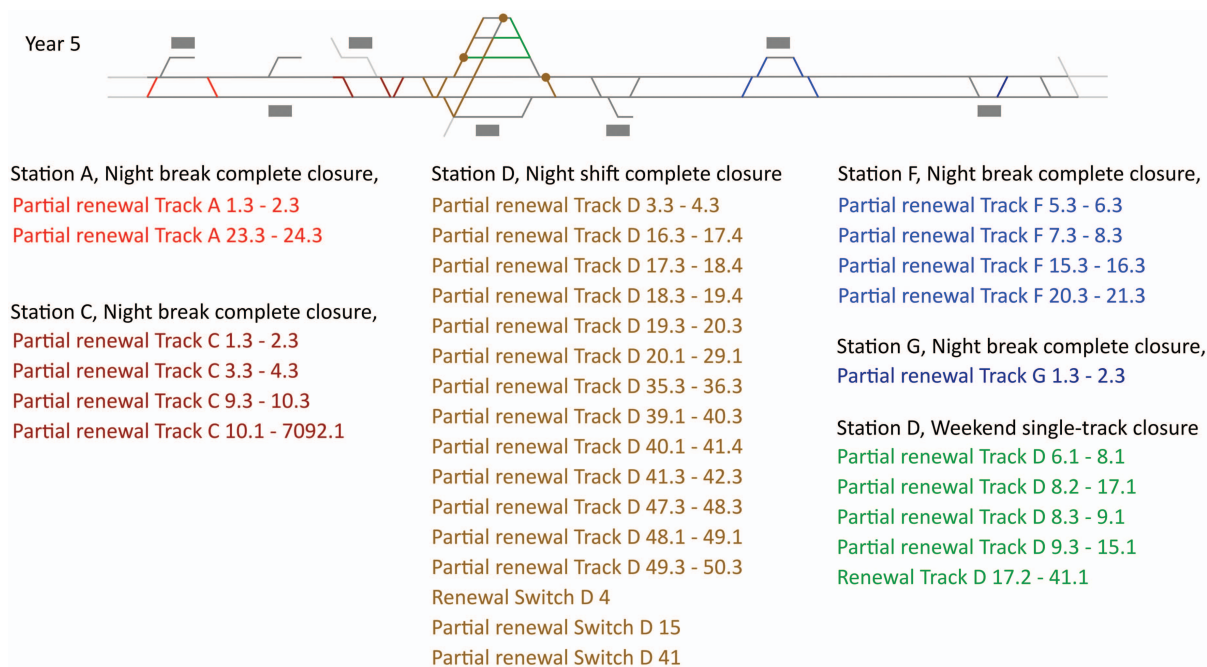 Year 5
Station A, Night break complete closure,
Partial renewal Track A 1.3 - 2.3
Partial renewal Track A 23.3 - 24.3
Station C, Night break complete closure,
Partial renewal Track C 1.3 - 2.3
Partial renewal Track C 3.3 - 4.3
Partial renewal Track C 9.3 - 10.3
Partial renewal Track C 10.1 - 7092.1
Station D, Night shift complete closure
Partial renewal Track D 3.3 - 4.3
Partial renewal Track D 16.3 - 17.4
Partial renewal Track D 17.3 - 18.4
Partial renewal Track D 18.3 - 19.4
Partial renewal Track D 19.3 - 20.3
Partial renewal Track D 20.1 - 29.1
Partial renewal Track D 35.3 - 36.3
Partial renewal Track D 39.1 - 40.3
Partial renewal Track D 40.1 - 41.4
Partial renewal Track D 41.3 - 42.3
Partial renewal Track D 47.3 - 48.3
Partial renewal Track D 48.1 - 49.1
Partial renewal Track D 49.3 - 50.3
Renewal Switch D 4
Partial renewal Switch D 15
Partial renewal Switch D 41
Station F, Night break complete closure,
Partial renewal Track F 5.3 - 6.3
Partial renewal Track F 7.3 - 8.3
Partial renewal Track F 15.3 - 16.3
Partial renewal Track F 20.3 - 21.3
Station G, Night break complete closure,
Partial renewal Track G 1.3 - 2.3
Station D, Weekend single-track closure
Partial renewal Track D 6.1 - 8.1
Partial renewal Track D 8.2 - 17.1
Partial renewal Track D 8.3 - 9.1
Partial renewal Track D 9.3 - 15.1
Renewal Track D 17.2 - 41.1